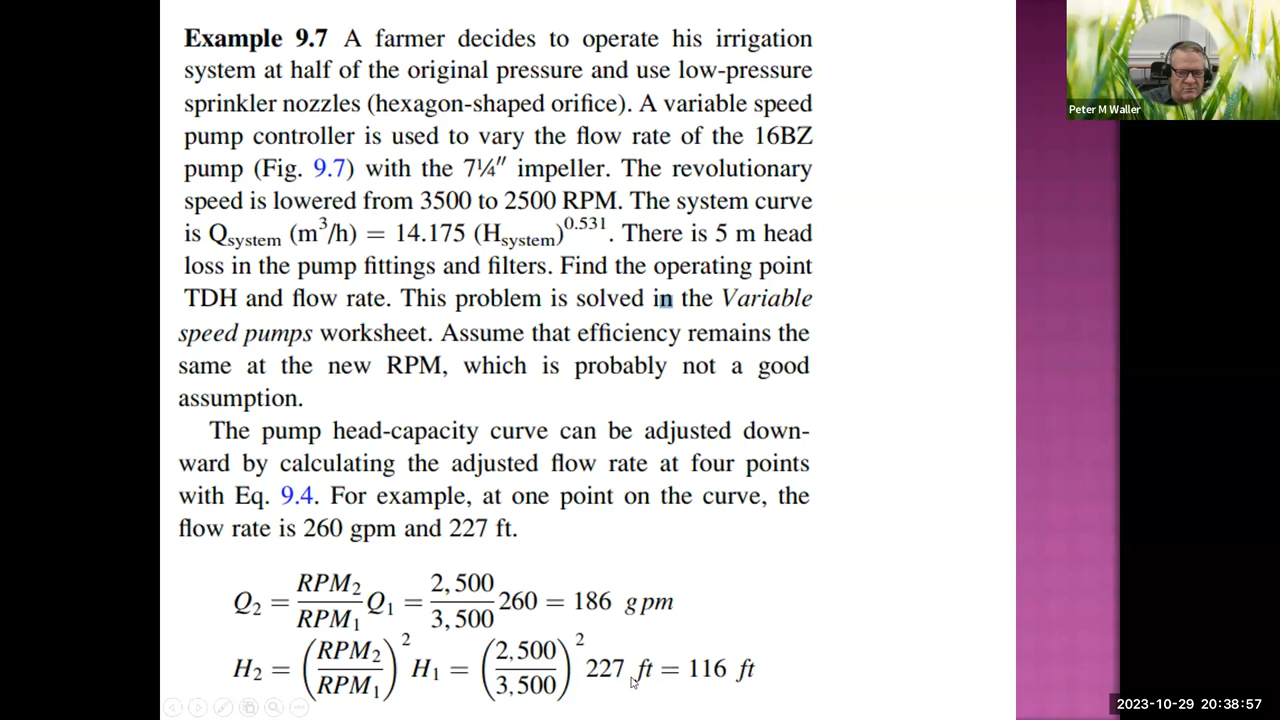 Example 9.7 A farmer decides to operate his irrigation
system at half of the original pressure and use low-pressure
sprinkler nozzles (hexagon-shaped orifice). A variable speed
pump controller is used to vary the flow rate of the 16BZ
pump (Fig. 9.7) with the 7¼″ impeller. The revolutionary
speed is lowered from 3500 to 2500 RPM. The system curve
is Q_system (m³/h) = 14.175 (H_system)^0.531. There is 5 m head
loss in the pump fittings and filters. Find the operating point
TDH and flow rate. This problem is solved in the Variable
speed pumps worksheet. Assume that efficiency remains the
same at the new RPM, which is probably not a good
assumption.
The pump head-capacity curve can be adjusted down-
ward by calculating the adjusted flow rate at four points
with Eq. 9.4. For example, at one point on the curve, the
flow rate is 260 gpm and 227 ft.
Q₂ = RPM₂/RPM₁ Q₁ = 2,500/3,500 260 = 186 gpm
H₂ = (RPM₂/RPM₁)² H₁ = (2,500/3,500)² 227 ft = 116 ft
Peter M Waller
2023-10-29 20:38:57